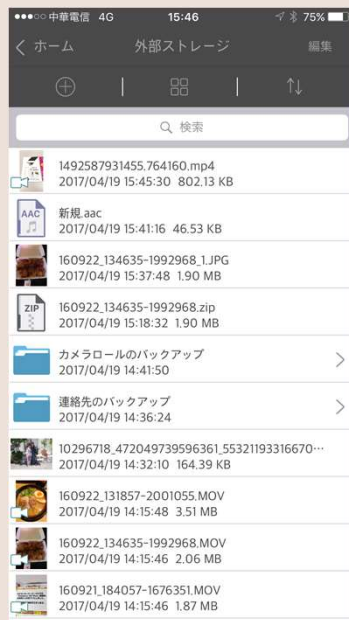 中華電信 4G 15:46 75%
ホーム 外部ストレージ 編集
検索
1492587931455.764160.mp4
2017/04/19 15:45:30 802.13 KB
AAC
新規.aac
2017/04/19 15:41:16 46.53 KB
160922_134635-1992968_1.JPG
2017/04/19 15:37:48 1.90 MB
ZIP
160922_134635-1992968.zip
2017/04/19 15:18:32 1.90 MB
カメラロールのバックアップ
2017/04/19 14:41:50
連絡先のバックアップ
2017/04/19 14:36:24
10296718_472049739596361_55321193316670…
2017/04/19 14:32:10 164.39 KB
160922_131857-2001055.MOV
2017/04/19 14:15:48 3.51 MB
160922_134635-1992968.MOV
2017/04/19 14:15:46 2.06 MB
160921_184057-1676351.MOV
2017/04/19 14:15:46 1.87 MB